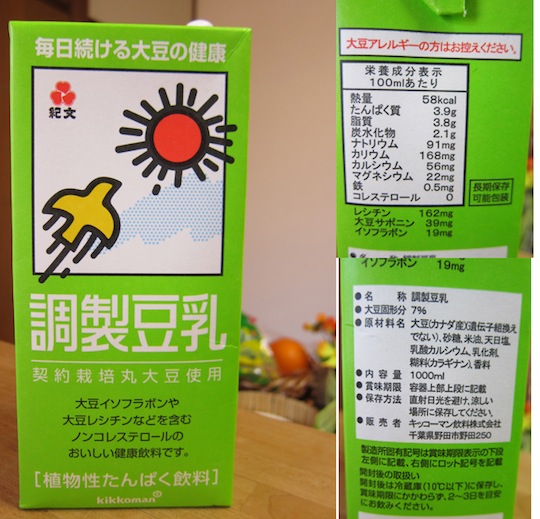 毎日続ける大豆の健康
紀文
調製豆乳
契約栽培丸大豆使用
大豆イソフラボンや
大豆レシチンなどを含む
ノンコレステロールの
おいしい健康飲料です。
[植物性たんぱく飲料]
kikkoman®
大豆アレルギーの方はお控えください。
栄養成分表示
100mlあたり
熱量 58kcal
たんぱく質 3.9g
脂質 3.8g
炭水化物 2.1g
ナトリウム 91mg
カリウム 168mg
カルシウム 56mg
マグネシウム 22mg
鉄 0.5mg
コレステロール 0
長期保存
可能包装
レシチン 162mg
大豆サポニン 39mg
イソフラボン 19mg
イソフラボン 19mg
●名称 調製豆乳
●大豆固形分 7%
●原材料名 大豆(カナダ産)(遺伝子組換え
でない)、砂糖、米油、天日塩、
乳酸カルシウム、乳化剤、
糊料(カラギナン)、香料
●内容量 1000ml
●賞味期限 容器上部上段に記載
●保存方法 直射日光を避け、涼しい
場所に保存してください。
●販売者 キッコーマン飲料株式会社
千葉県野田市野田250
製造所固有記号は賞味期限表示の下段
左側に記載、右側にロット記号を記載
開封後の取扱い
開封後は冷蔵庫(10℃以下)に保存し、
賞味期限にかかわらず、2~3日を目安
にお飲みください。